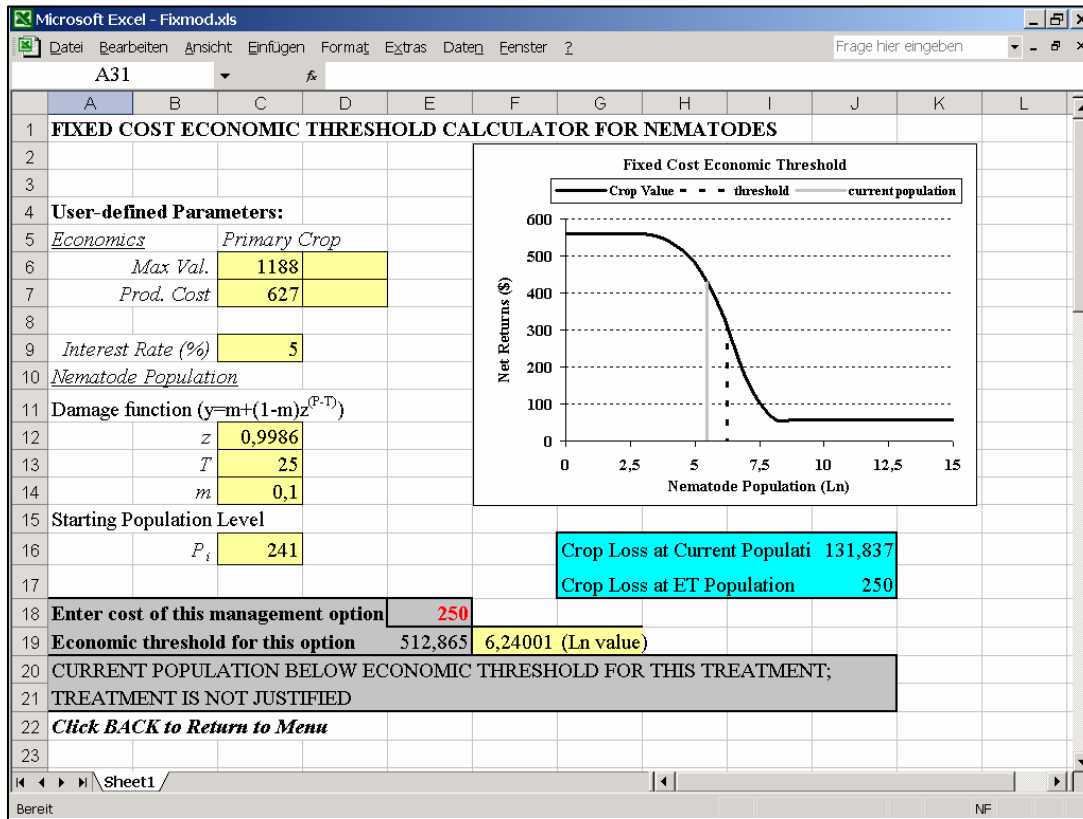 Microsoft Excel - Fixmod.xls
Datei Bearbeiten Ansicht Einfügen Format Extras Daten Fenster ? Frage hier eingeben
A31 fx
A B C D E F G H I J K L
1 FIXED COST ECONOMIC THRESHOLD CALCULATOR FOR NEMATODES
2
3
4 User-defined Parameters:
5 Economics Primary Crop
6 Max Val. 1188
7 Prod. Cost 627
8
9 Interest Rate (%) 5
10 Nematode Population
11 Damage function (y=m+(1-m)z^(P-T))
12 z 0,9986
13 T 25
14 m 0,1
15 Starting Population Level
16 Pi 241 Crop Loss at Current Populati 131,837
17 Crop Loss at ET Population 250
18 Enter cost of this management option 250
19 Economic threshold for this option 512,865 6,24001 (Ln value)
20 CURRENT POPULATION BELOW ECONOMIC THRESHOLD FOR THIS TREATMENT;
21 TREATMENT IS NOT JUSTIFIED
22 Click BACK to Return to Menu
23
Fixed Cost Economic Threshold
Crop Value threshold current population
600
500
400
300
200
100
0
Net Returns ($)
0 2,5 5 7,5 10 12,5 15
Nematode Population (Ln)
Sheet1
Bereit NF